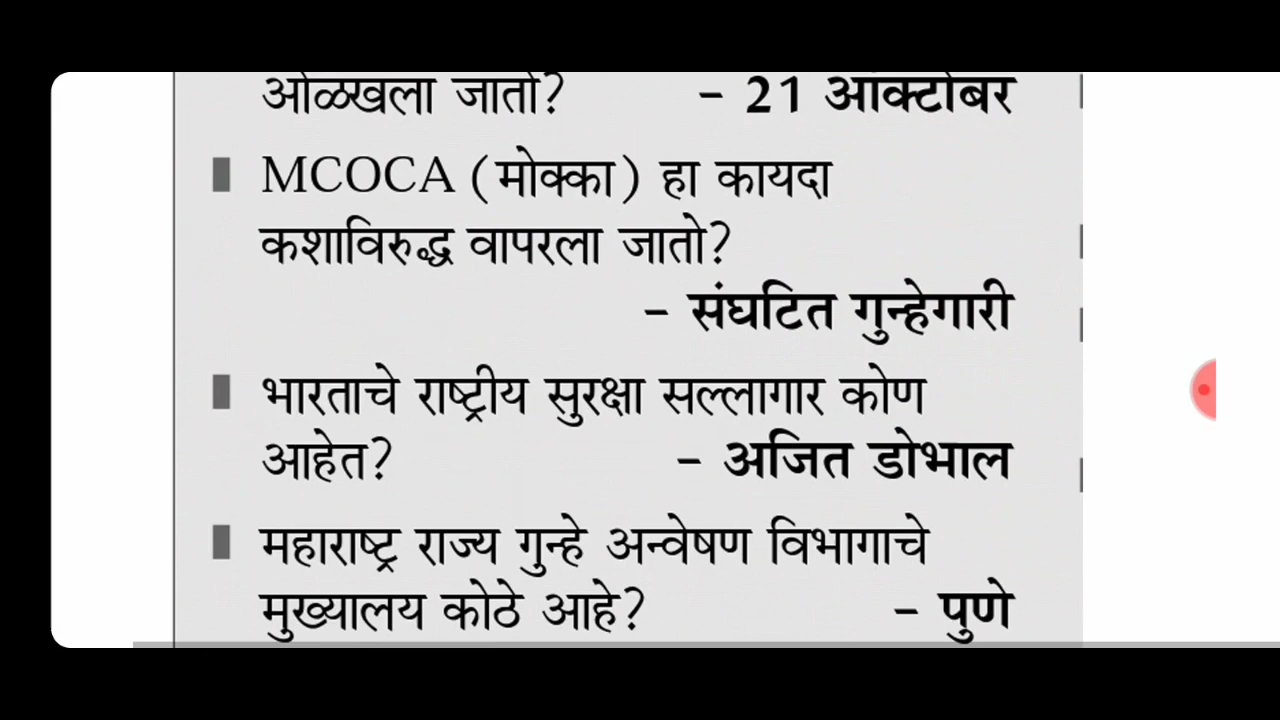 ओळखला जातो? – 21 ऑक्टोबर
MCOCA (मोक्का) हा कायदा
कशाविरुद्ध वापरला जातो?
– संघटित गुन्हेगारी
भारताचे राष्ट्रीय सुरक्षा सल्लागार कोण
आहेत? – अजित डोभाल
महाराष्ट्र राज्य गुन्हे अन्वेषण विभागाचे
मुख्यालय कोठे आहे? – पुणे